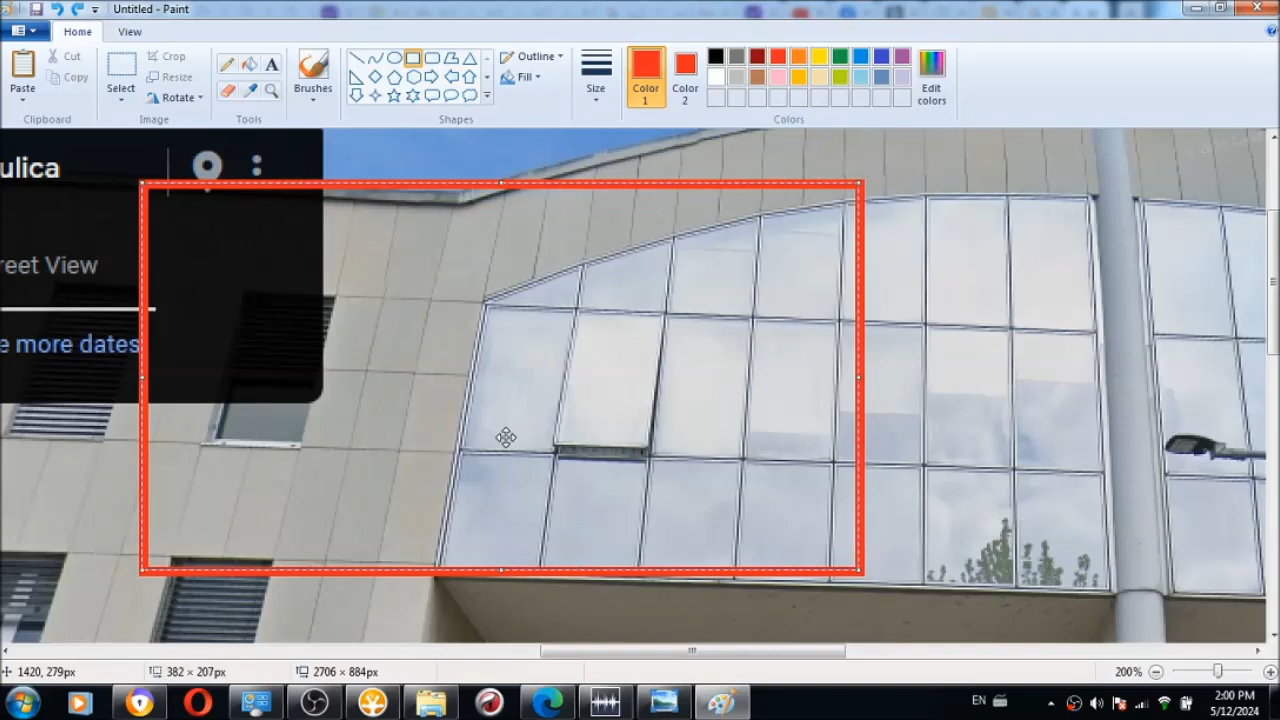 Untitled - Paint
Home
View
Paste
Cut
Copy
Clipboard
Select
Crop
Resize
Rotate
Image
A
Tools
Brushes
Shapes
Outline
Fill
Size
Color 1
Color 2
Edit colors
Colors
ulica
reet View
e more dates
1420, 279px
382 × 207px
2706 × 884px
200%
EN
2:00 PM
5/12/2024